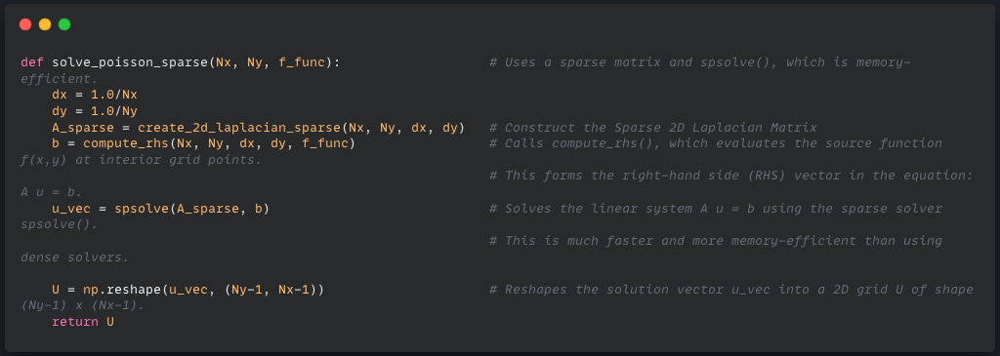 def solve_poisson_sparse(Nx, Ny, f_func):                   # Uses a sparse matrix and spsolve(), which is memory-
efficient.
    dx = 1.0/Nx
    dy = 1.0/Ny
    A_sparse = create_2d_laplacian_sparse(Nx, Ny, dx, dy)   # Construct the Sparse 2D Laplacian Matrix
    b = compute_rhs(Nx, Ny, dx, dy, f_func)                 # Calls compute_rhs(), which evaluates the source function
f(x,y) at interior grid points.
                                                            # This forms the right-hand side (RHS) vector in the equation:
A u = b.
    u_vec = spsolve(A_sparse, b)                            # Solves the linear system A u = b using the sparse solver
spsolve().
                                                            # This is much faster and more memory-efficient than using
dense solvers.
    U = np.reshape(u_vec, (Ny-1, Nx-1))                     # Reshapes the solution vector u_vec into a 2D grid U of shape
(Ny-1) x (Nx-1).
    return U